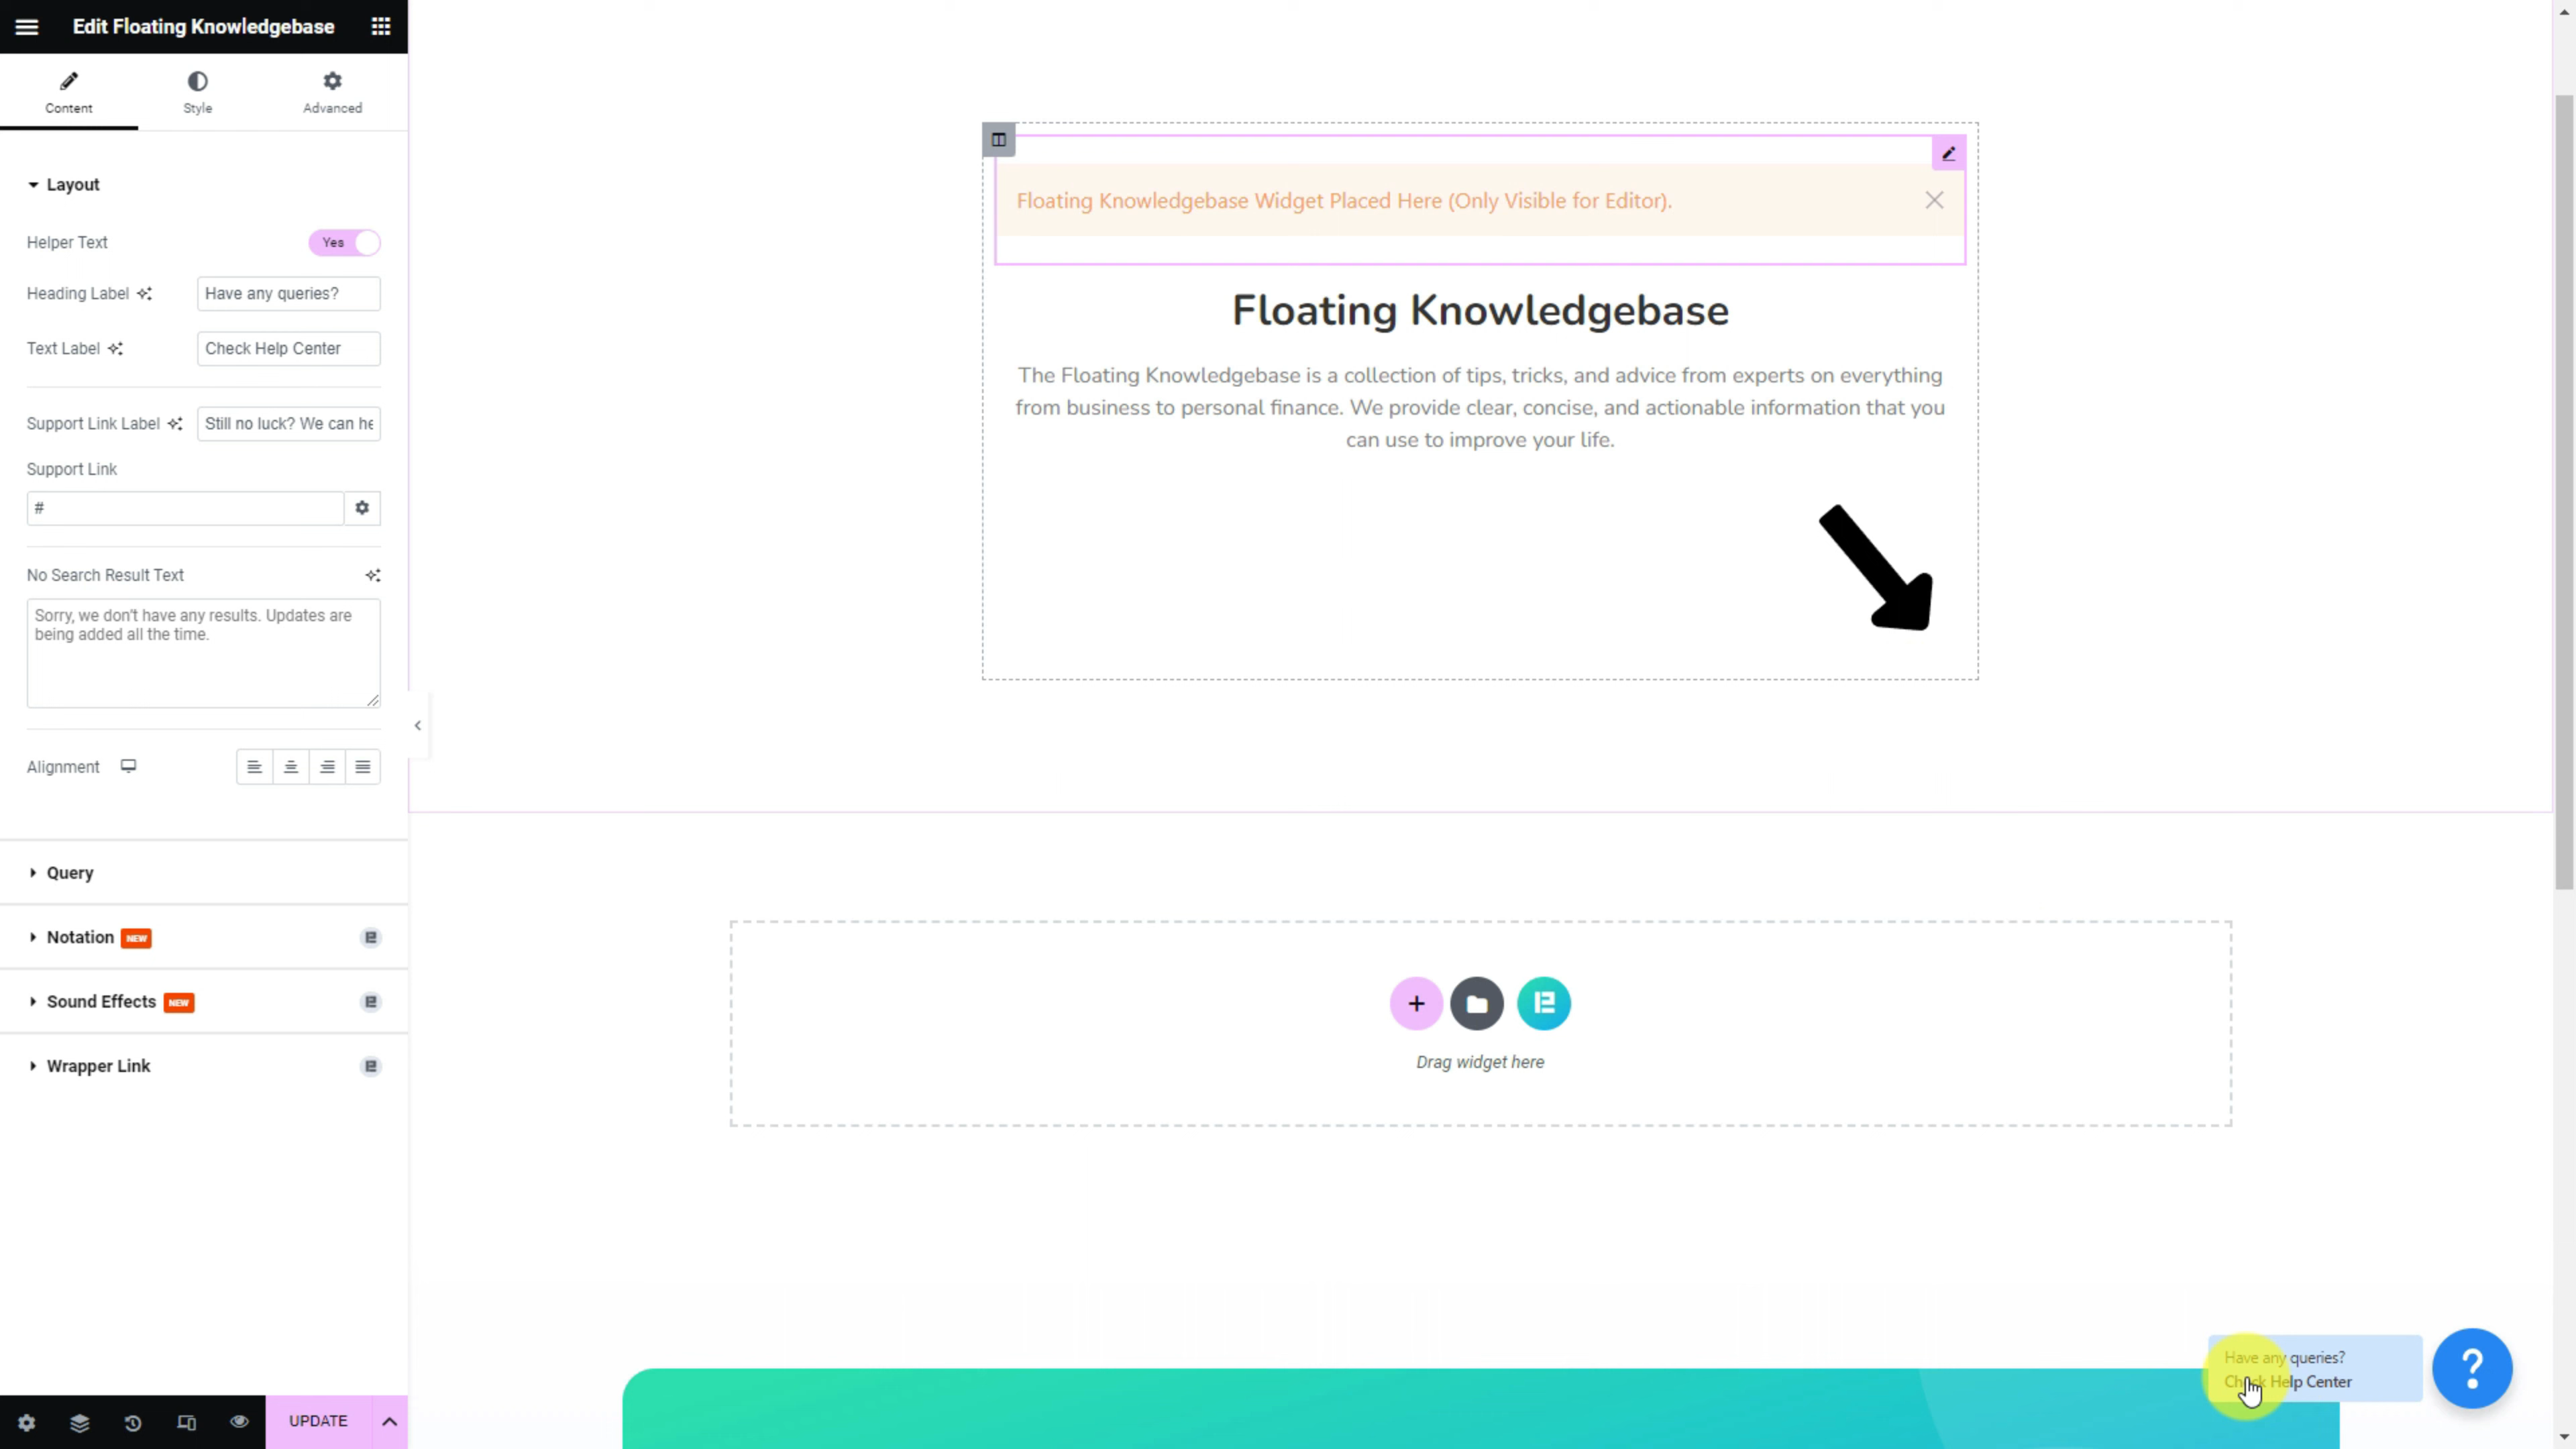 Edit Floating Knowledgebase
Content
Style
Advanced
Layout
Helper Text
Yes
Heading Label
Have any queries?
Text Label
Check Help Center
Support Link Label
Still no luck? We can he
Support Link
#
No Search Result Text
Sorry, we don't have any results. Updates are
being added all the time.
Alignment
Query
Notation NEW
Sound Effects NEW
Wrapper Link
UPDATE
Floating Knowledgebase Widget Placed Here (Only Visible for Editor).
Floating Knowledgebase
The Floating Knowledgebase is a collection of tips, tricks, and advice from experts on everything
from business to personal finance. We provide clear, concise, and actionable information that you
can use to improve your life.
Drag widget here
Have any queries?
Check Help Center
?